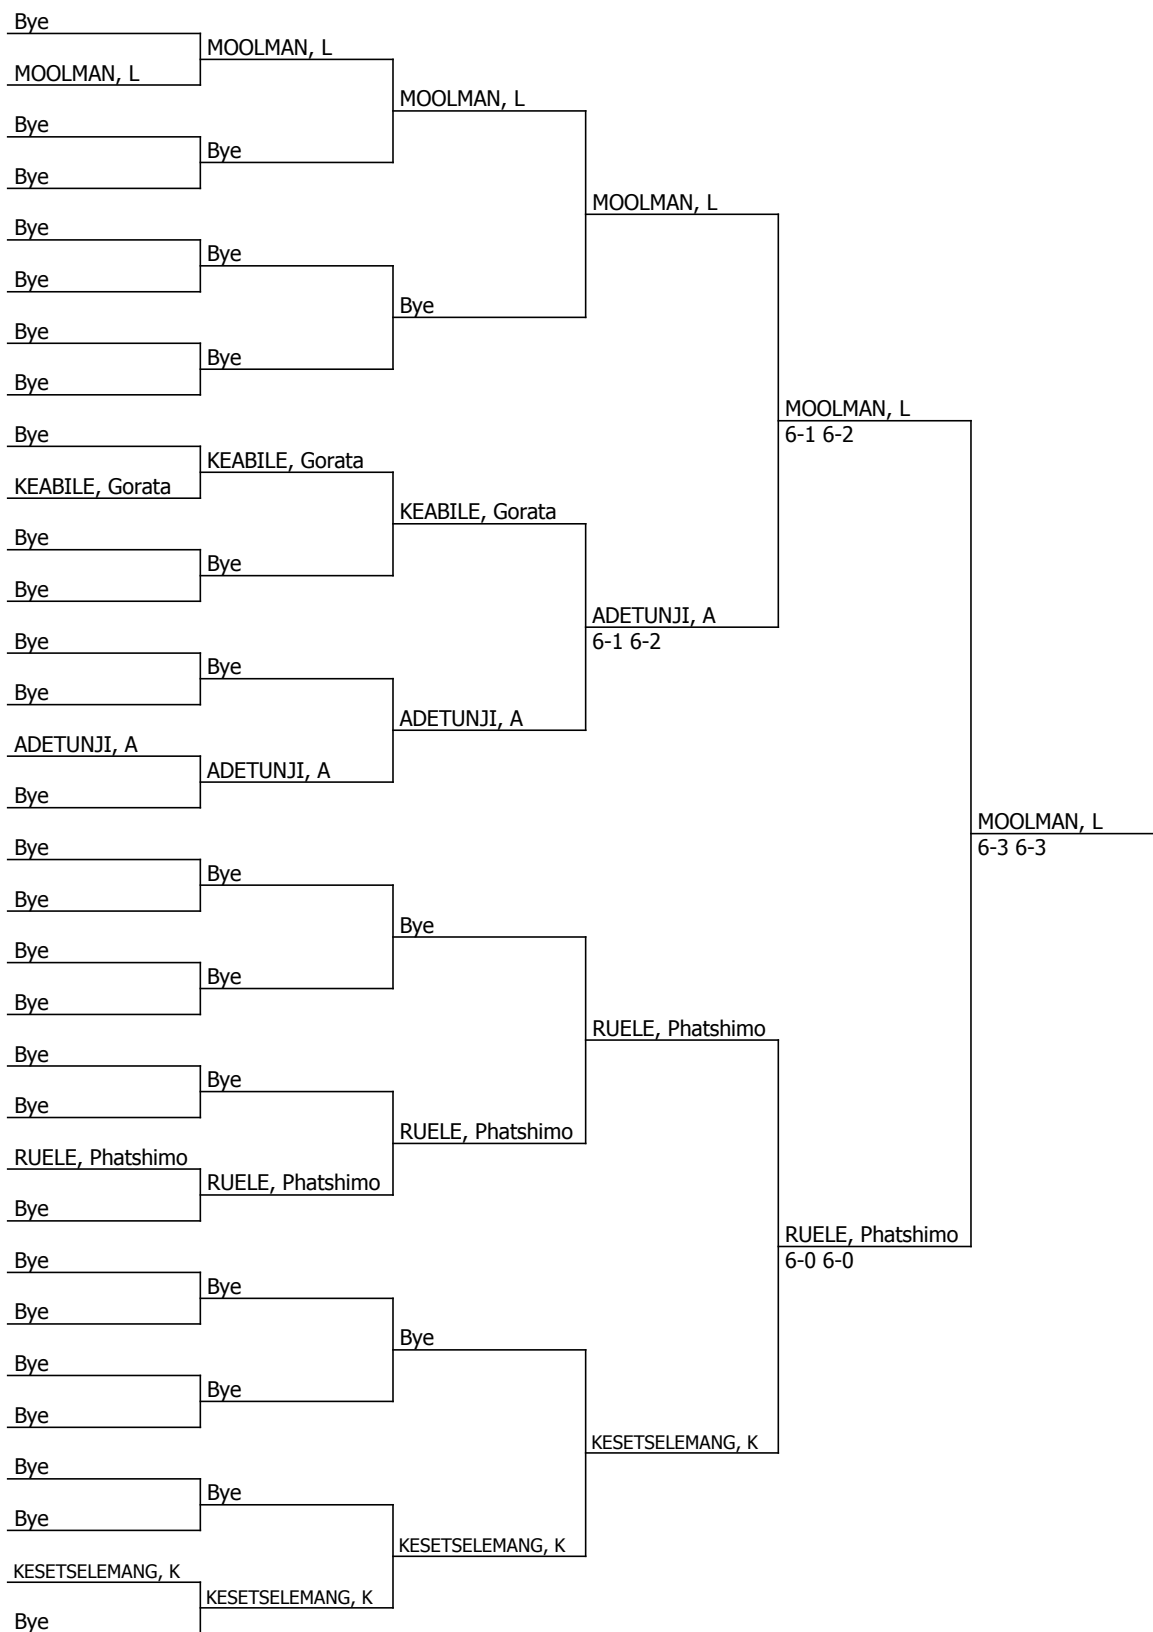 Bye
MOOLMAN, L
MOOLMAN, L
MOOLMAN, L
Bye
Bye
Bye
MOOLMAN, L
Bye
Bye
Bye
Bye
Bye
Bye
Bye
MOOLMAN, L
6-1 6-2
Bye
KEABILE, Gorata
KEABILE, Gorata
KEABILE, Gorata
Bye
Bye
Bye
ADETUNJI, A
6-1 6-2
Bye
Bye
Bye
ADETUNJI, A
ADETUNJI, A
ADETUNJI, A
Bye
MOOLMAN, L
6-3 6-3
Bye
Bye
Bye
Bye
Bye
Bye
Bye
RUELE, Phatshimo
Bye
Bye
Bye
RUELE, Phatshimo
RUELE, Phatshimo
RUELE, Phatshimo
Bye
RUELE, Phatshimo
6-0 6-0
Bye
Bye
Bye
Bye
Bye
Bye
Bye
KESETSELEMANG, K
Bye
Bye
Bye
KESETSELEMANG, K
KESETSELEMANG, K
KESETSELEMANG, K
Bye